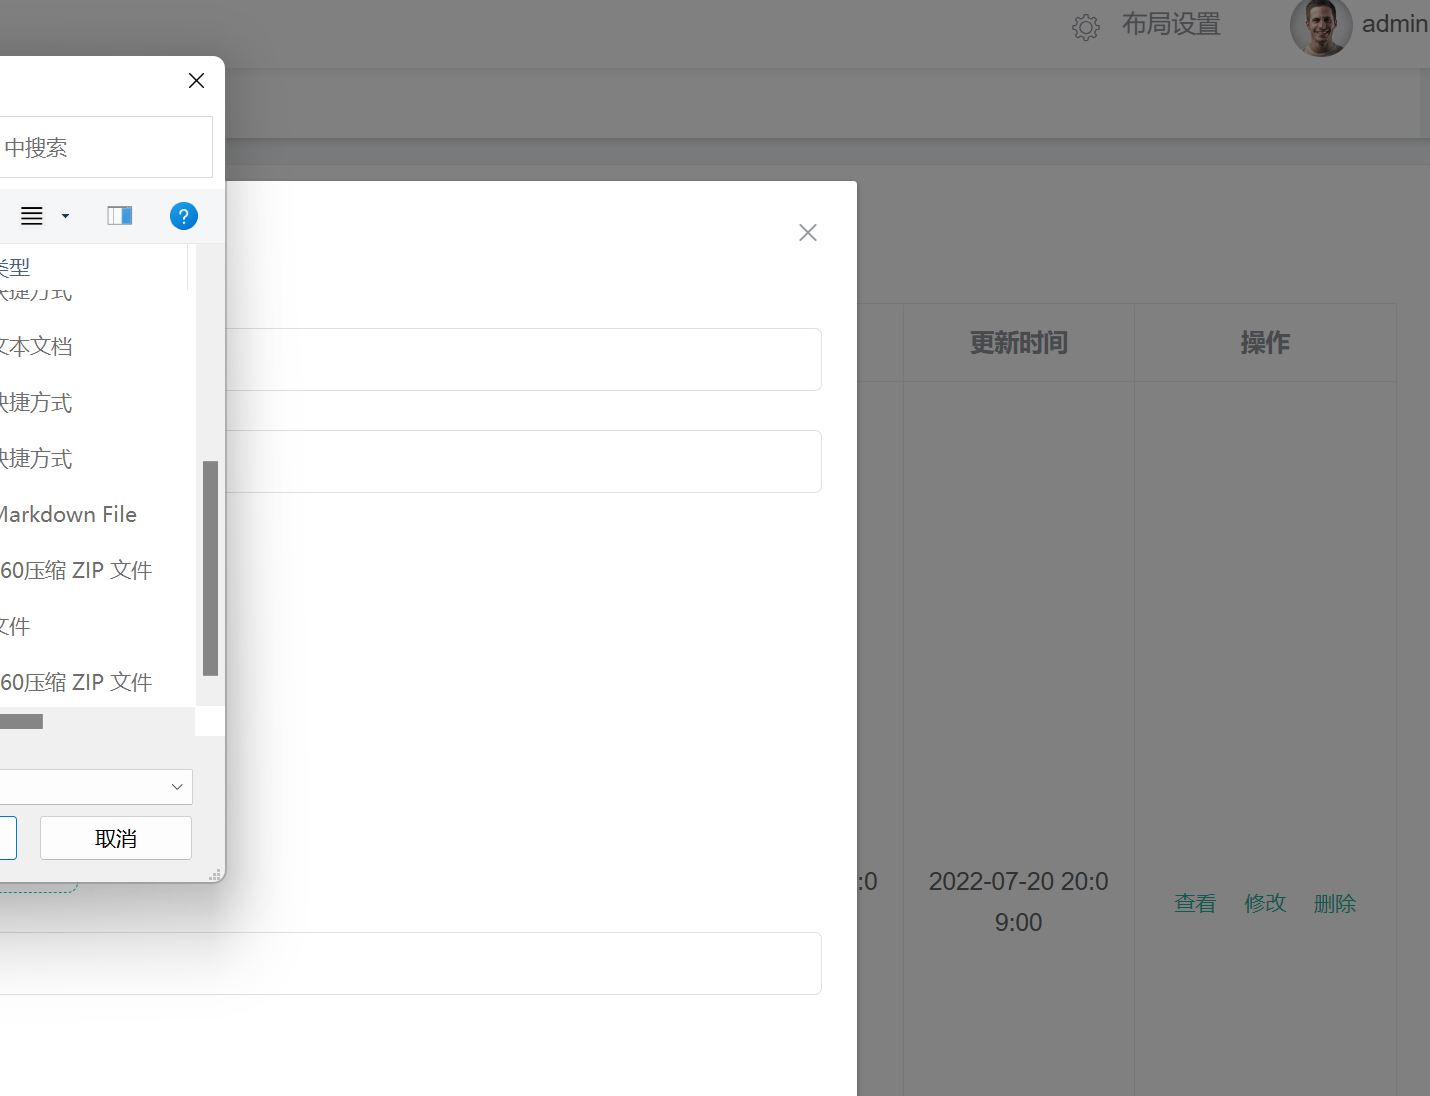 布局设置
admin
中搜索
类型
快捷方式
文本文档
快捷方式
快捷方式
Markdown File
60压缩 ZIP 文件
文件
60压缩 ZIP 文件
取消
更新时间
操作
:0
2022-07-20 20:0
9:00
查看 修改 删除